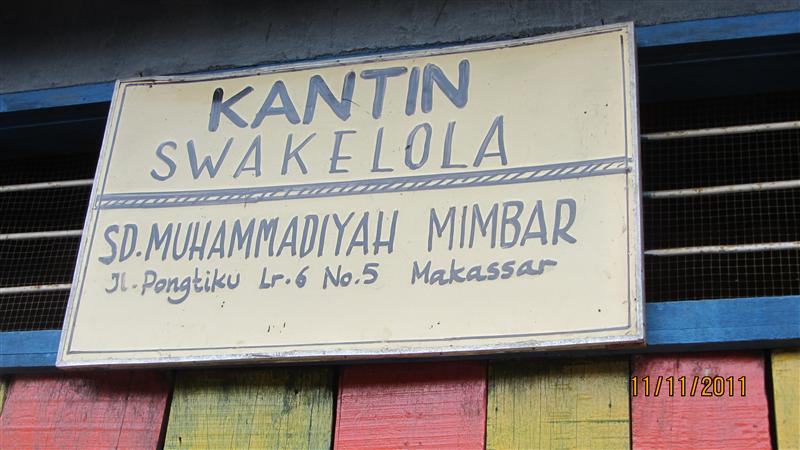 KANTIN
SWAKELOLA
SD.MUHAMMADIYAH MIMBAR
Jl.Pongtiku Lr.6 No.5 Makassar
11/11/2011